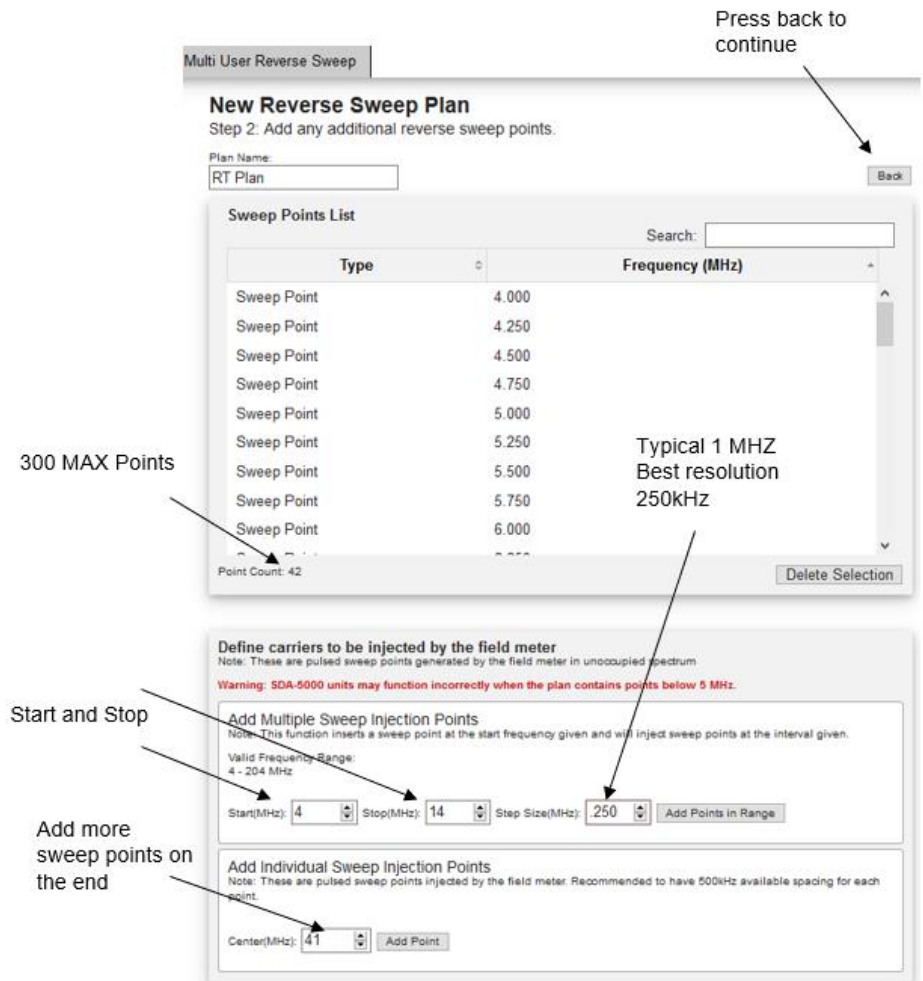 Press back to
continue
Multi User Reverse Sweep
New Reverse Sweep Plan
Step 2: Add any additional reverse sweep points.
Plan Name:
RT Plan
Back
Sweep Points List
Search:
Type
Frequency (MHz)
Sweep Point 4.000
Sweep Point 4.250
Sweep Point 4.500
Sweep Point 4.750
Sweep Point 5.000
Sweep Point 5.250
Sweep Point 5.500
Sweep Point 5.750
Sweep Point 6.000
Typical 1 MHZ
Best resolution
250kHz
300 MAX Points
Point Count: 42
Delete Selection
Define carriers to be injected by the field meter
Note: These are pulsed sweep points generated by the field meter in unoccupied spectrum
Warning: SDA-5000 units may function incorrectly when the plan contains points below 5 MHz.
Start and Stop
Add Multiple Sweep Injection Points
Note: This function inserts a sweep point at the start frequency given and will inject sweep points at the interval given.
Valid Frequency Range:
4 - 204 MHz
Start(MHz): 4 Stop(MHz): 14 Step Size(MHz): .250 Add Points in Range
Add more
sweep points on
the end
Add Individual Sweep Injection Points
Note: These are pulsed sweep points injected by the field meter. Recommended to have 500kHz available spacing for each
point.
Center(MHz): 41 Add Point